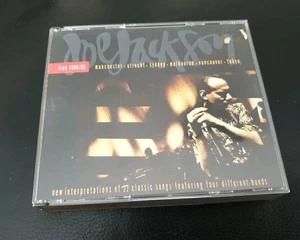 Joe Jackson
live 1980/86
manchester - utrecht - sydney - melbourne - vancouver - tokyo
new interpretations of 22 classic songs featuring four different bands